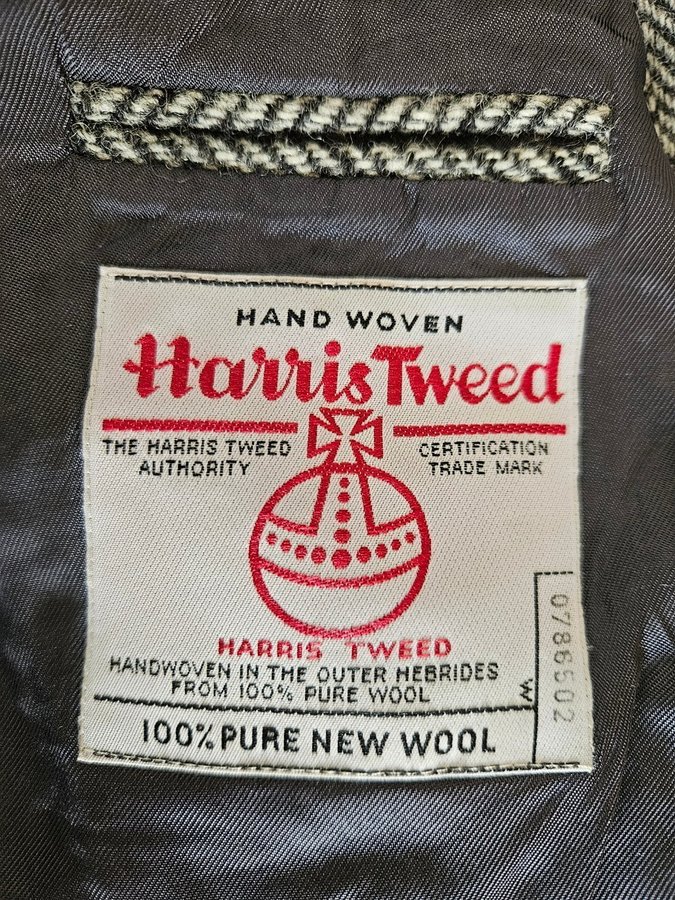 HAND WOVEN
Harris Tweed
THE HARRIS TWEED
AUTHORITY
CERTIFICATION
TRADE MARK
HARRIS TWEED
HANDWOVEN IN THE OUTER HEBRIDES
FROM 100% PURE WOOL
100% PURE NEW WOOL
W
0786502